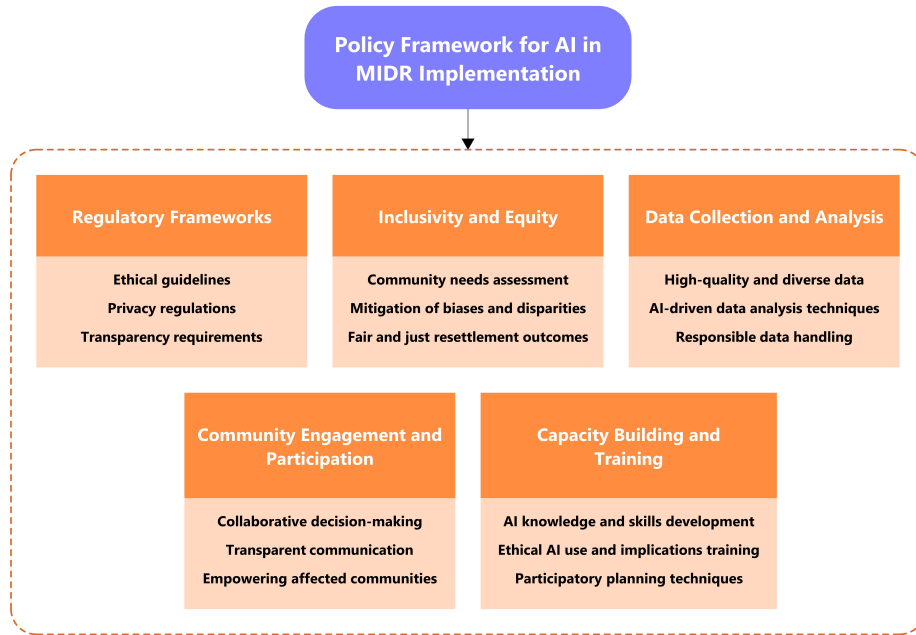 Policy Framework for AI in
MIDR Implementation
Regulatory Frameworks
Ethical guidelines
Privacy regulations
Transparency requirements
Inclusivity and Equity
Community needs assessment
Mitigation of biases and disparities
Fair and just resettlement outcomes
Data Collection and Analysis
High-quality and diverse data
AI-driven data analysis techniques
Responsible data handling
Community Engagement and
Participation
Collaborative decision-making
Transparent communication
Empowering affected communities
Capacity Building and
Training
AI knowledge and skills development
Ethical AI use and implications training
Participatory planning techniques